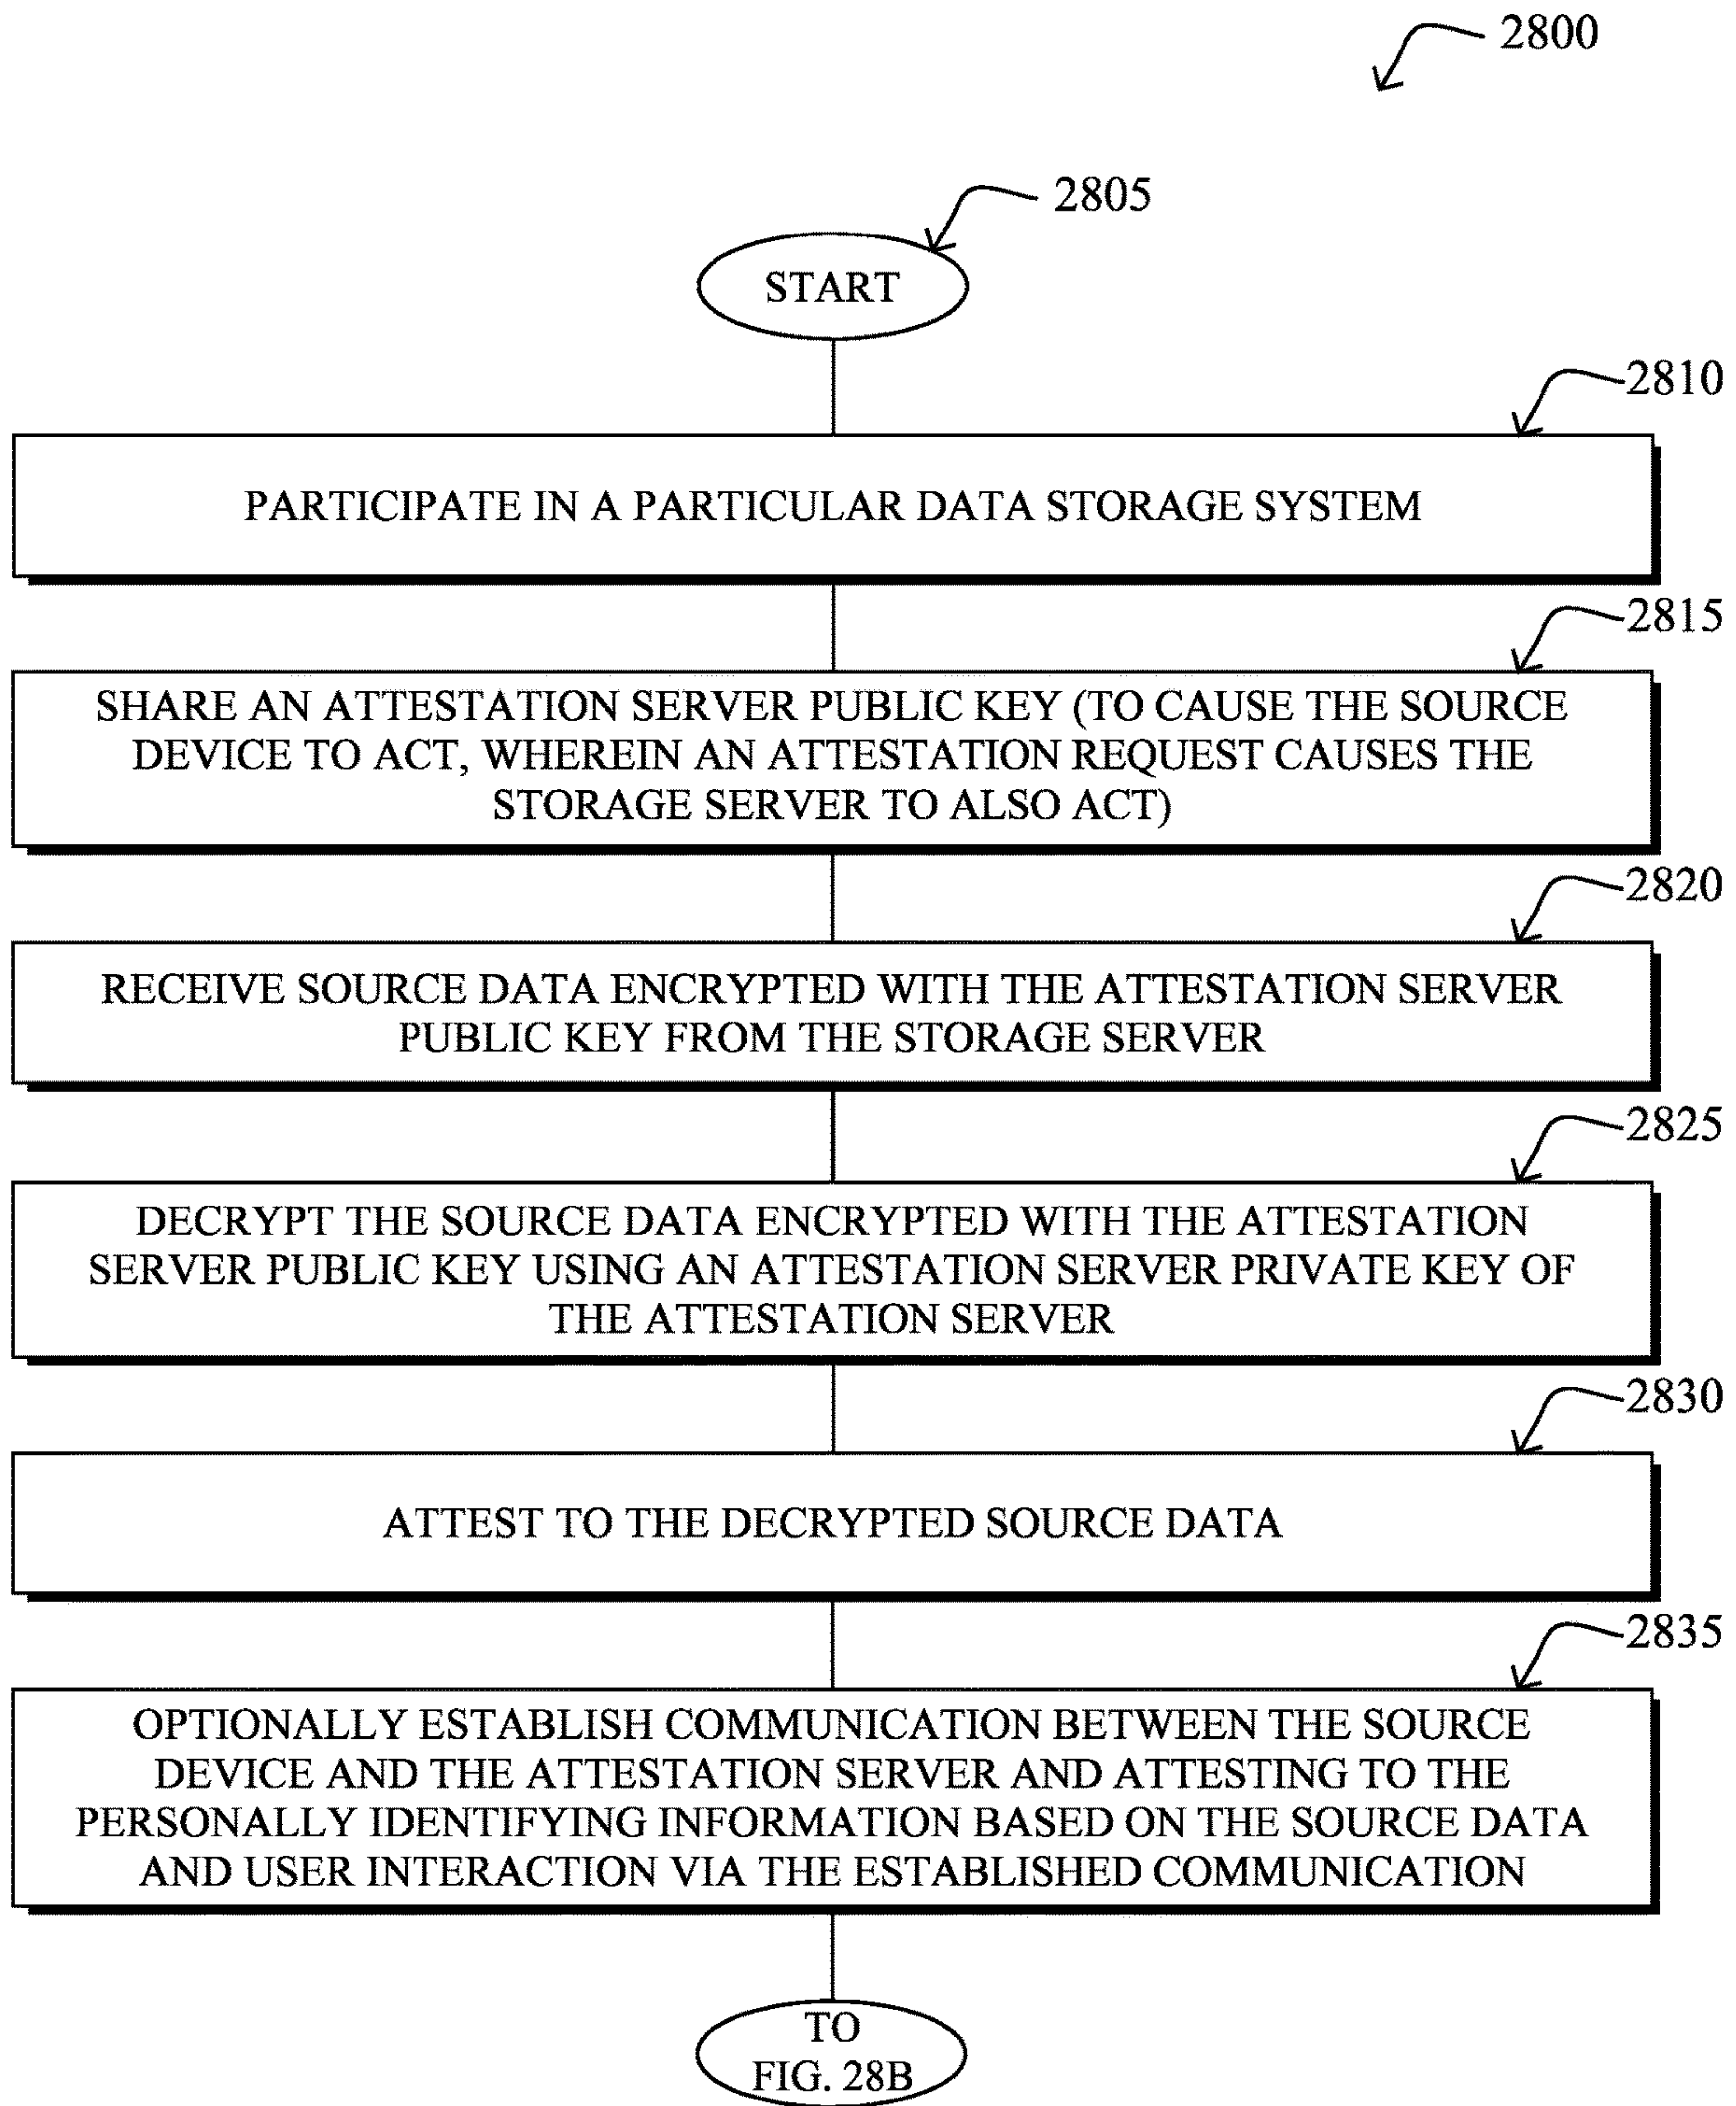 2800
2805
START
2810
PARTICIPATE IN A PARTICULAR DATA STORAGE SYSTEM
2815
SHARE AN ATTESTATION SERVER PUBLIC KEY (TO CAUSE THE SOURCE
DEVICE TO ACT, WHEREIN AN ATTESTATION REQUEST CAUSES THE
STORAGE SERVER TO ALSO ACT)
2820
RECEIVE SOURCE DATA ENCRYPTED WITH THE ATTESTATION SERVER
PUBLIC KEY FROM THE STORAGE SERVER
2825
DECRYPT THE SOURCE DATA ENCRYPTED WITH THE ATTESTATION
SERVER PUBLIC KEY USING AN ATTESTATION SERVER PRIVATE KEY OF
THE ATTESTATION SERVER
2830
ATTEST TO THE DECRYPTED SOURCE DATA
2835
OPTIONALLY ESTABLISH COMMUNICATION BETWEEN THE SOURCE
DEVICE AND THE ATTESTATION SERVER AND ATTESTING TO THE
PERSONALLY IDENTIFYING INFORMATION BASED ON THE SOURCE DATA
AND USER INTERACTION VIA THE ESTABLISHED COMMUNICATION
TO
FIG. 28B